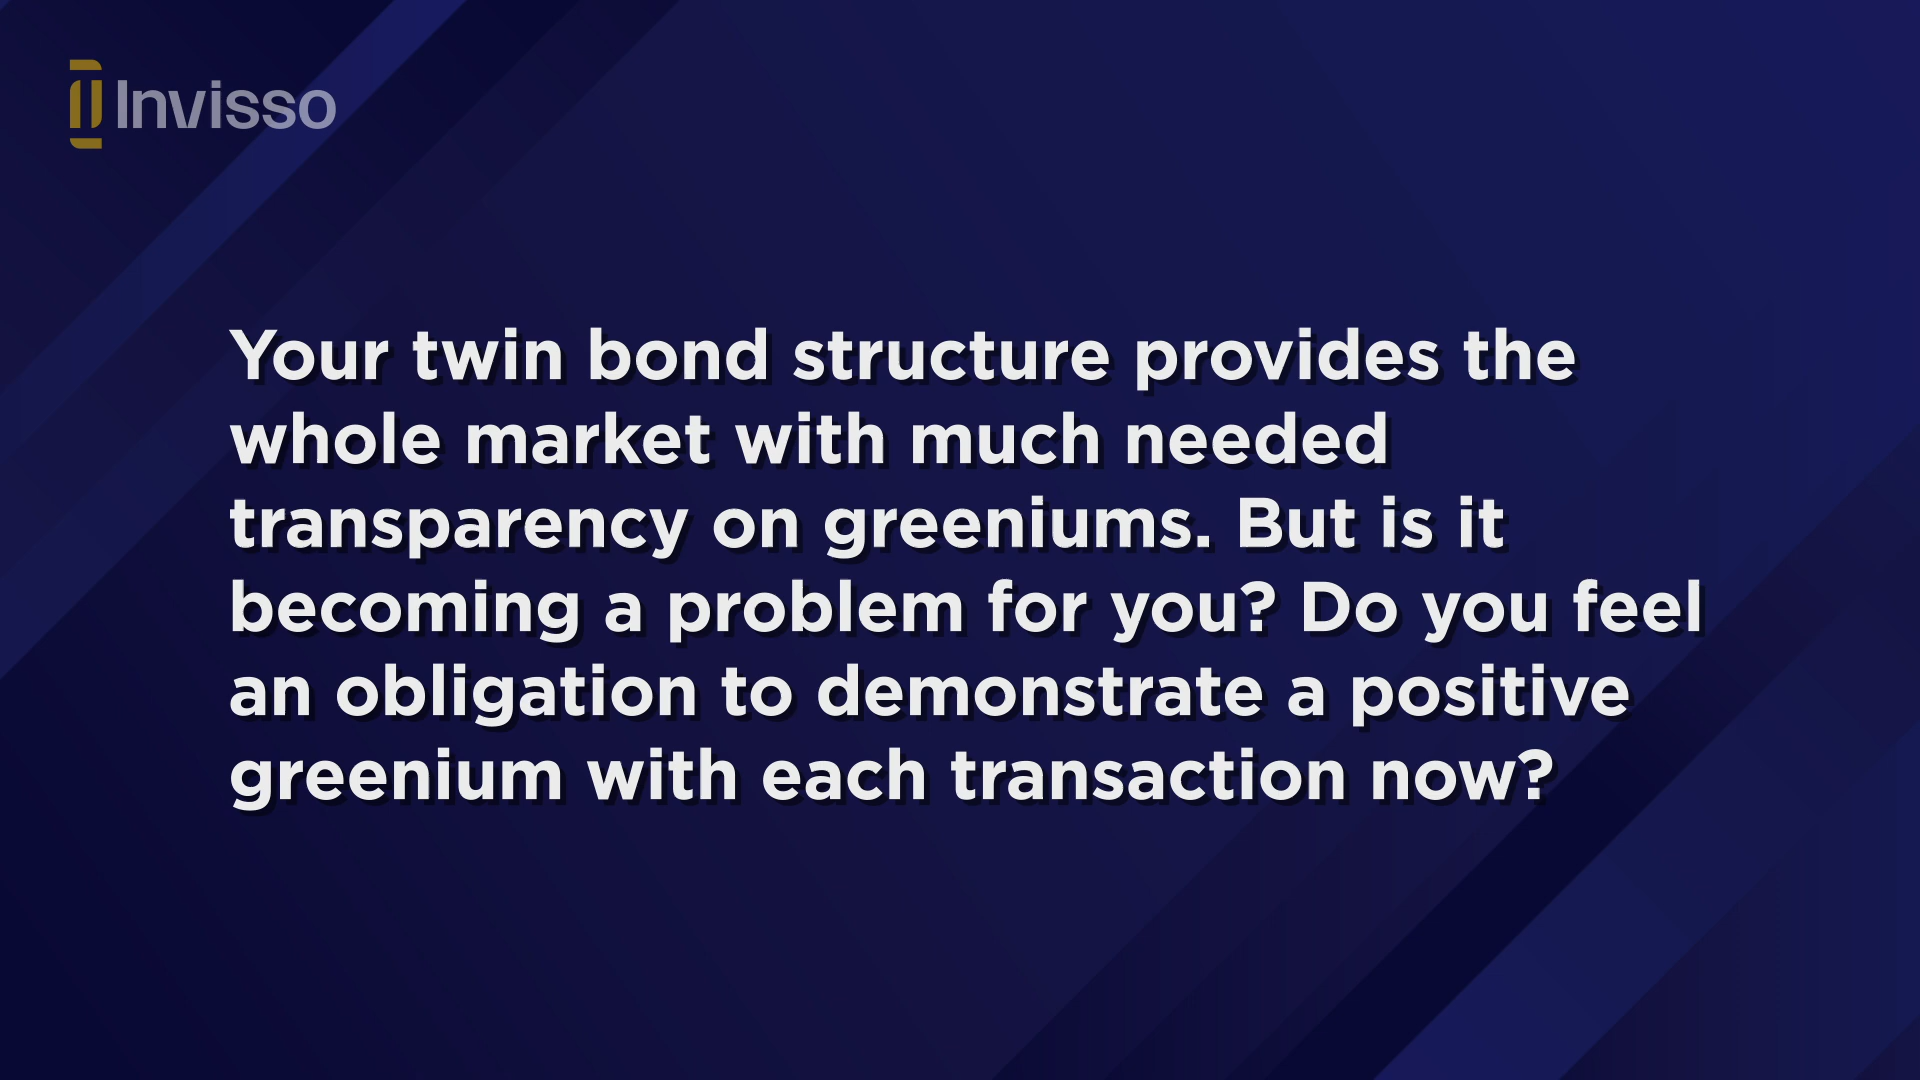 Invisso
Your twin bond structure provides the
whole market with much needed
transparency on greeniums. But is it
becoming a problem for you? Do you feel
an obligation to demonstrate a positive
greenium with each transaction now?